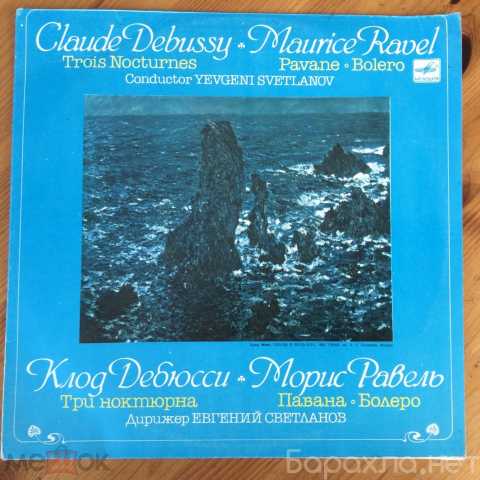 Claude Debussy • Maurice Ravel
Trois Nocturnes Pavane • Bolero
Conductor YEVGENI SVETLANOV
Клод Дебюсси • Морис Равель
Три ноктюрна Павана • Болеро
Дирижер ЕВГЕНИЙ СВЕТЛАНОВ
Мешок
Барахла.нет